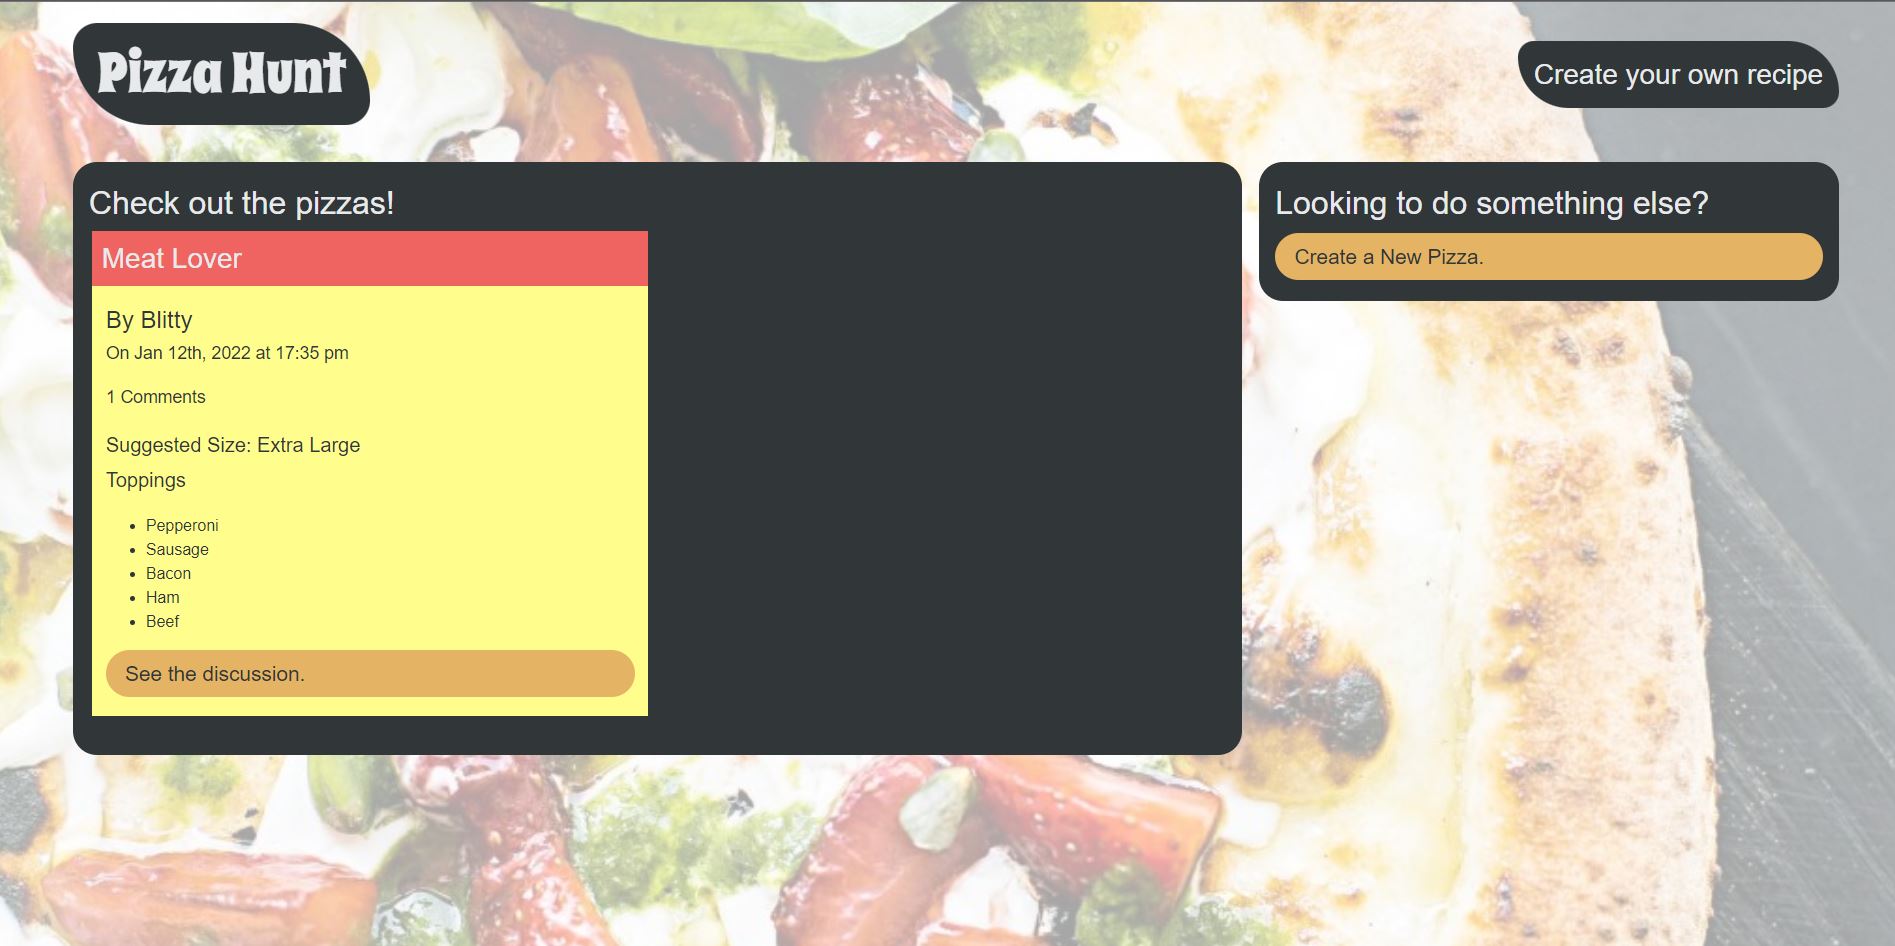 Pizza Hunt
Create your own recipe
Check out the pizzas!
Meat Lover
By Blitty
On Jan 12th, 2022 at 17:35 pm
1 Comments
Suggested Size: Extra Large
Toppings
Pepperoni
Sausage
Bacon
Ham
Beef
See the discussion.
Looking to do something else?
Create a New Pizza.